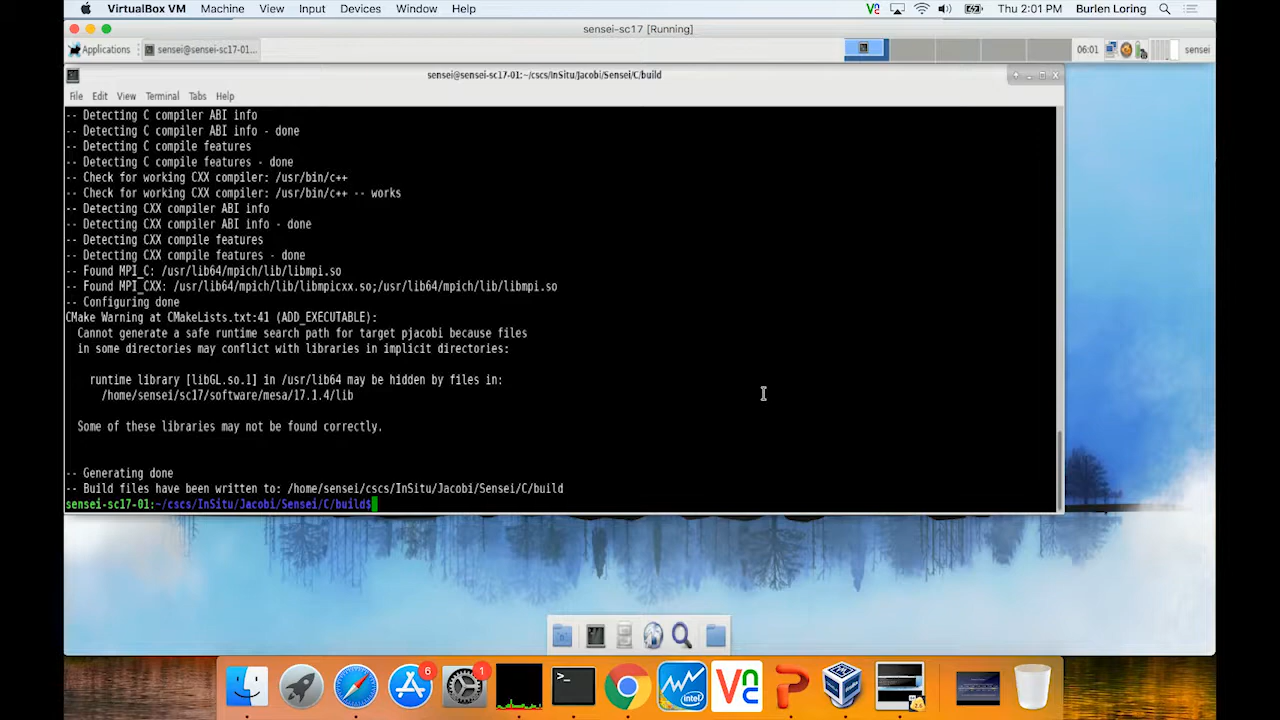 VirtualBox VM Machine View Input Devices Window Help
Thu 2:01 PM Burlen Loring
sensei-sc17 [Running]
Applications
sensei@sensei-sc17-01...
06:01
sensei
sensei@sensei-sc17-01:~/cscs/InSitu/Jacobi/Sensei/C/build
File Edit View Terminal Tabs Help
-- Detecting C compiler ABI info
-- Detecting C compiler ABI info - done
-- Detecting C compile features
-- Detecting C compile features - done
-- Check for working CXX compiler: /usr/bin/c++
-- Check for working CXX compiler: /usr/bin/c++ -- works
-- Detecting CXX compiler ABI info
-- Detecting CXX compiler ABI info - done
-- Detecting CXX compile features
-- Detecting CXX compile features - done
-- Found MPI_C: /usr/lib64/mpich/lib/libmpi.so
-- Found MPI_CXX: /usr/lib64/mpich/lib/libmpicxx.so;/usr/lib64/mpich/lib/libmpi.so
-- Configuring done
CMake Warning at CMakeLists.txt:41 (ADD_EXECUTABLE):
Cannot generate a safe runtime search path for target pjacobi because files
in some directories may conflict with libraries in implicit directories:
runtime library [libGL.so.1] in /usr/lib64 may be hidden by files in:
/home/sensei/sc17/software/mesa/17.1.4/lib
Some of these libraries may not be found correctly.
-- Generating done
-- Build files have been written to: /home/sensei/cscs/InSitu/Jacobi/Sensei/C/build
sensei-sc17-01:~/cscs/InSitu/Jacobi/Sensei/C/build$
6
1
>_
intel